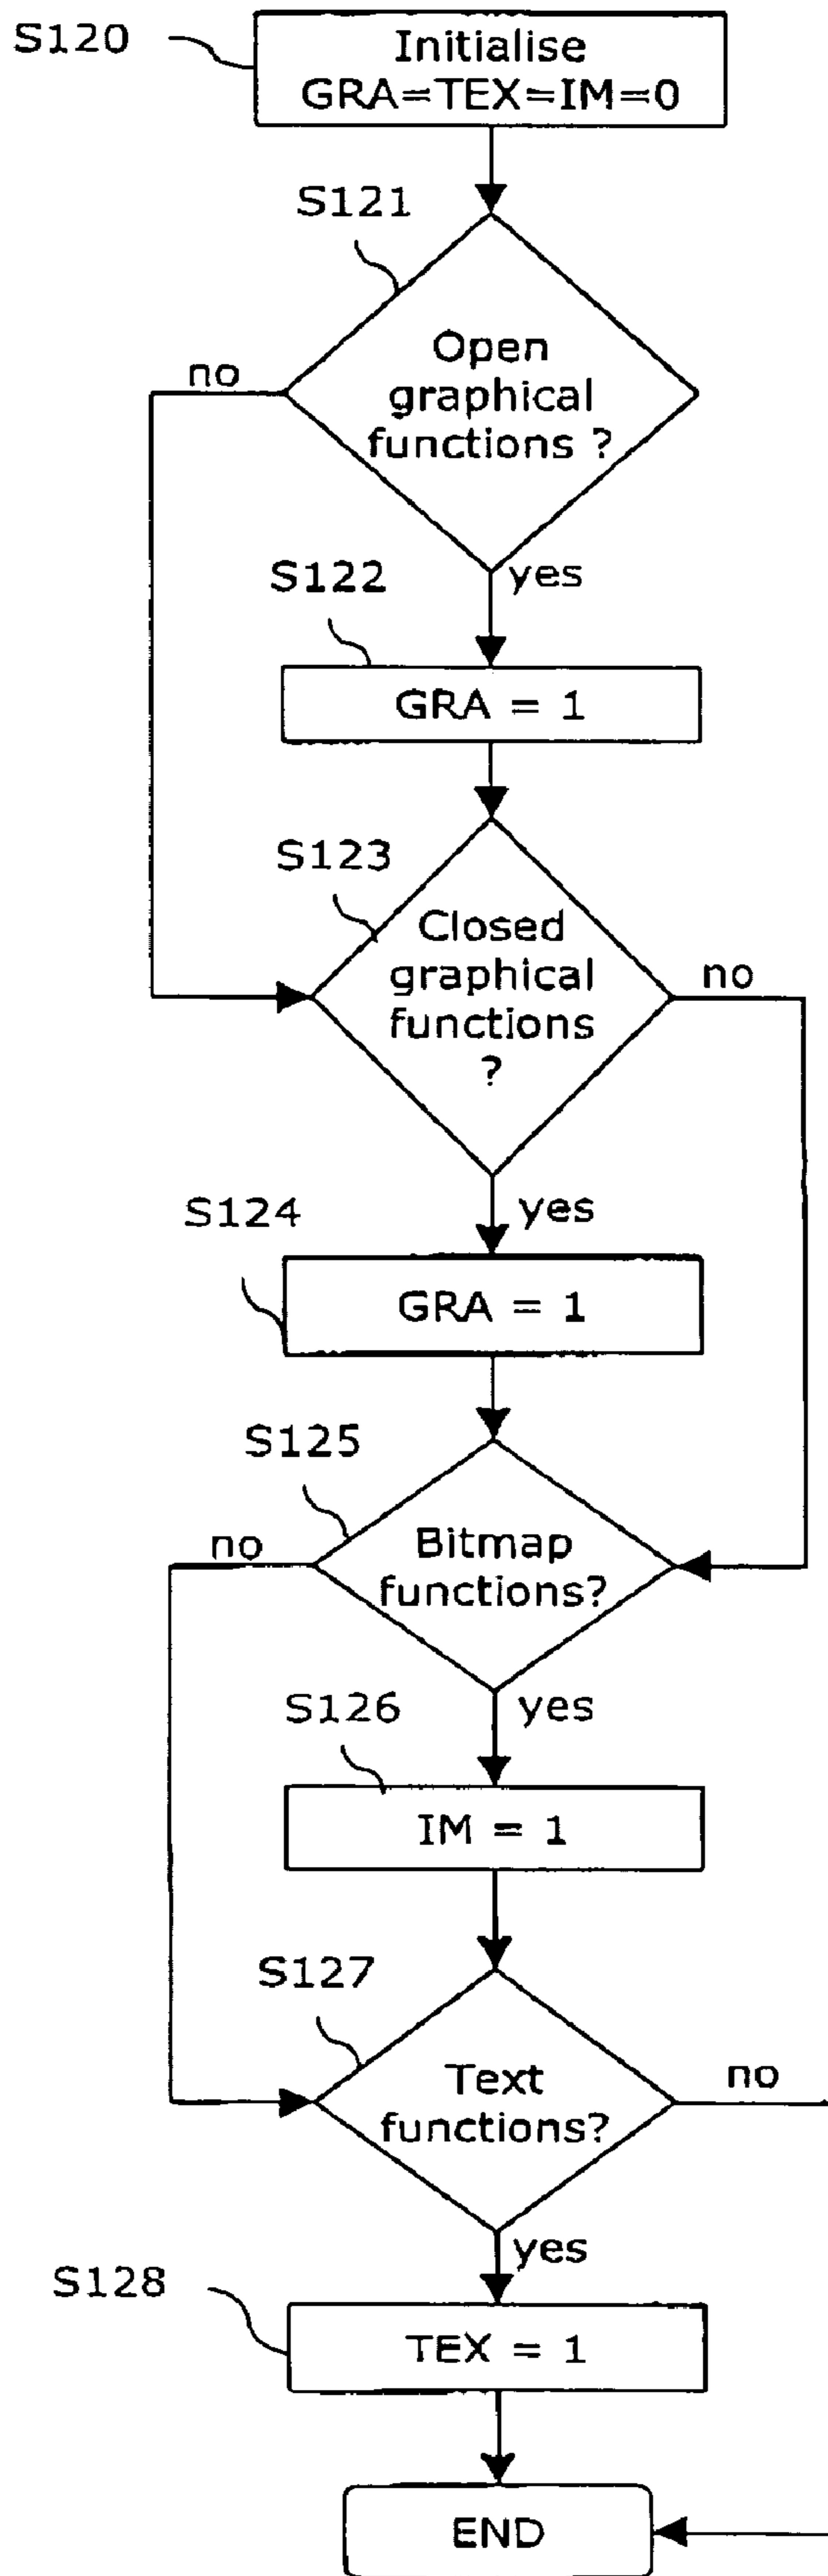 S120
Initialise
GRA=TEX=IM=0
S121
Open
graphical
functions ?
no
yes
S122
GRA = 1
S123
Closed
graphical
functions
?
no
yes
S124
GRA = 1
S125
Bitmap
functions?
no
yes
S126
IM = 1
S127
Text
functions?
no
yes
S128
TEX = 1
END